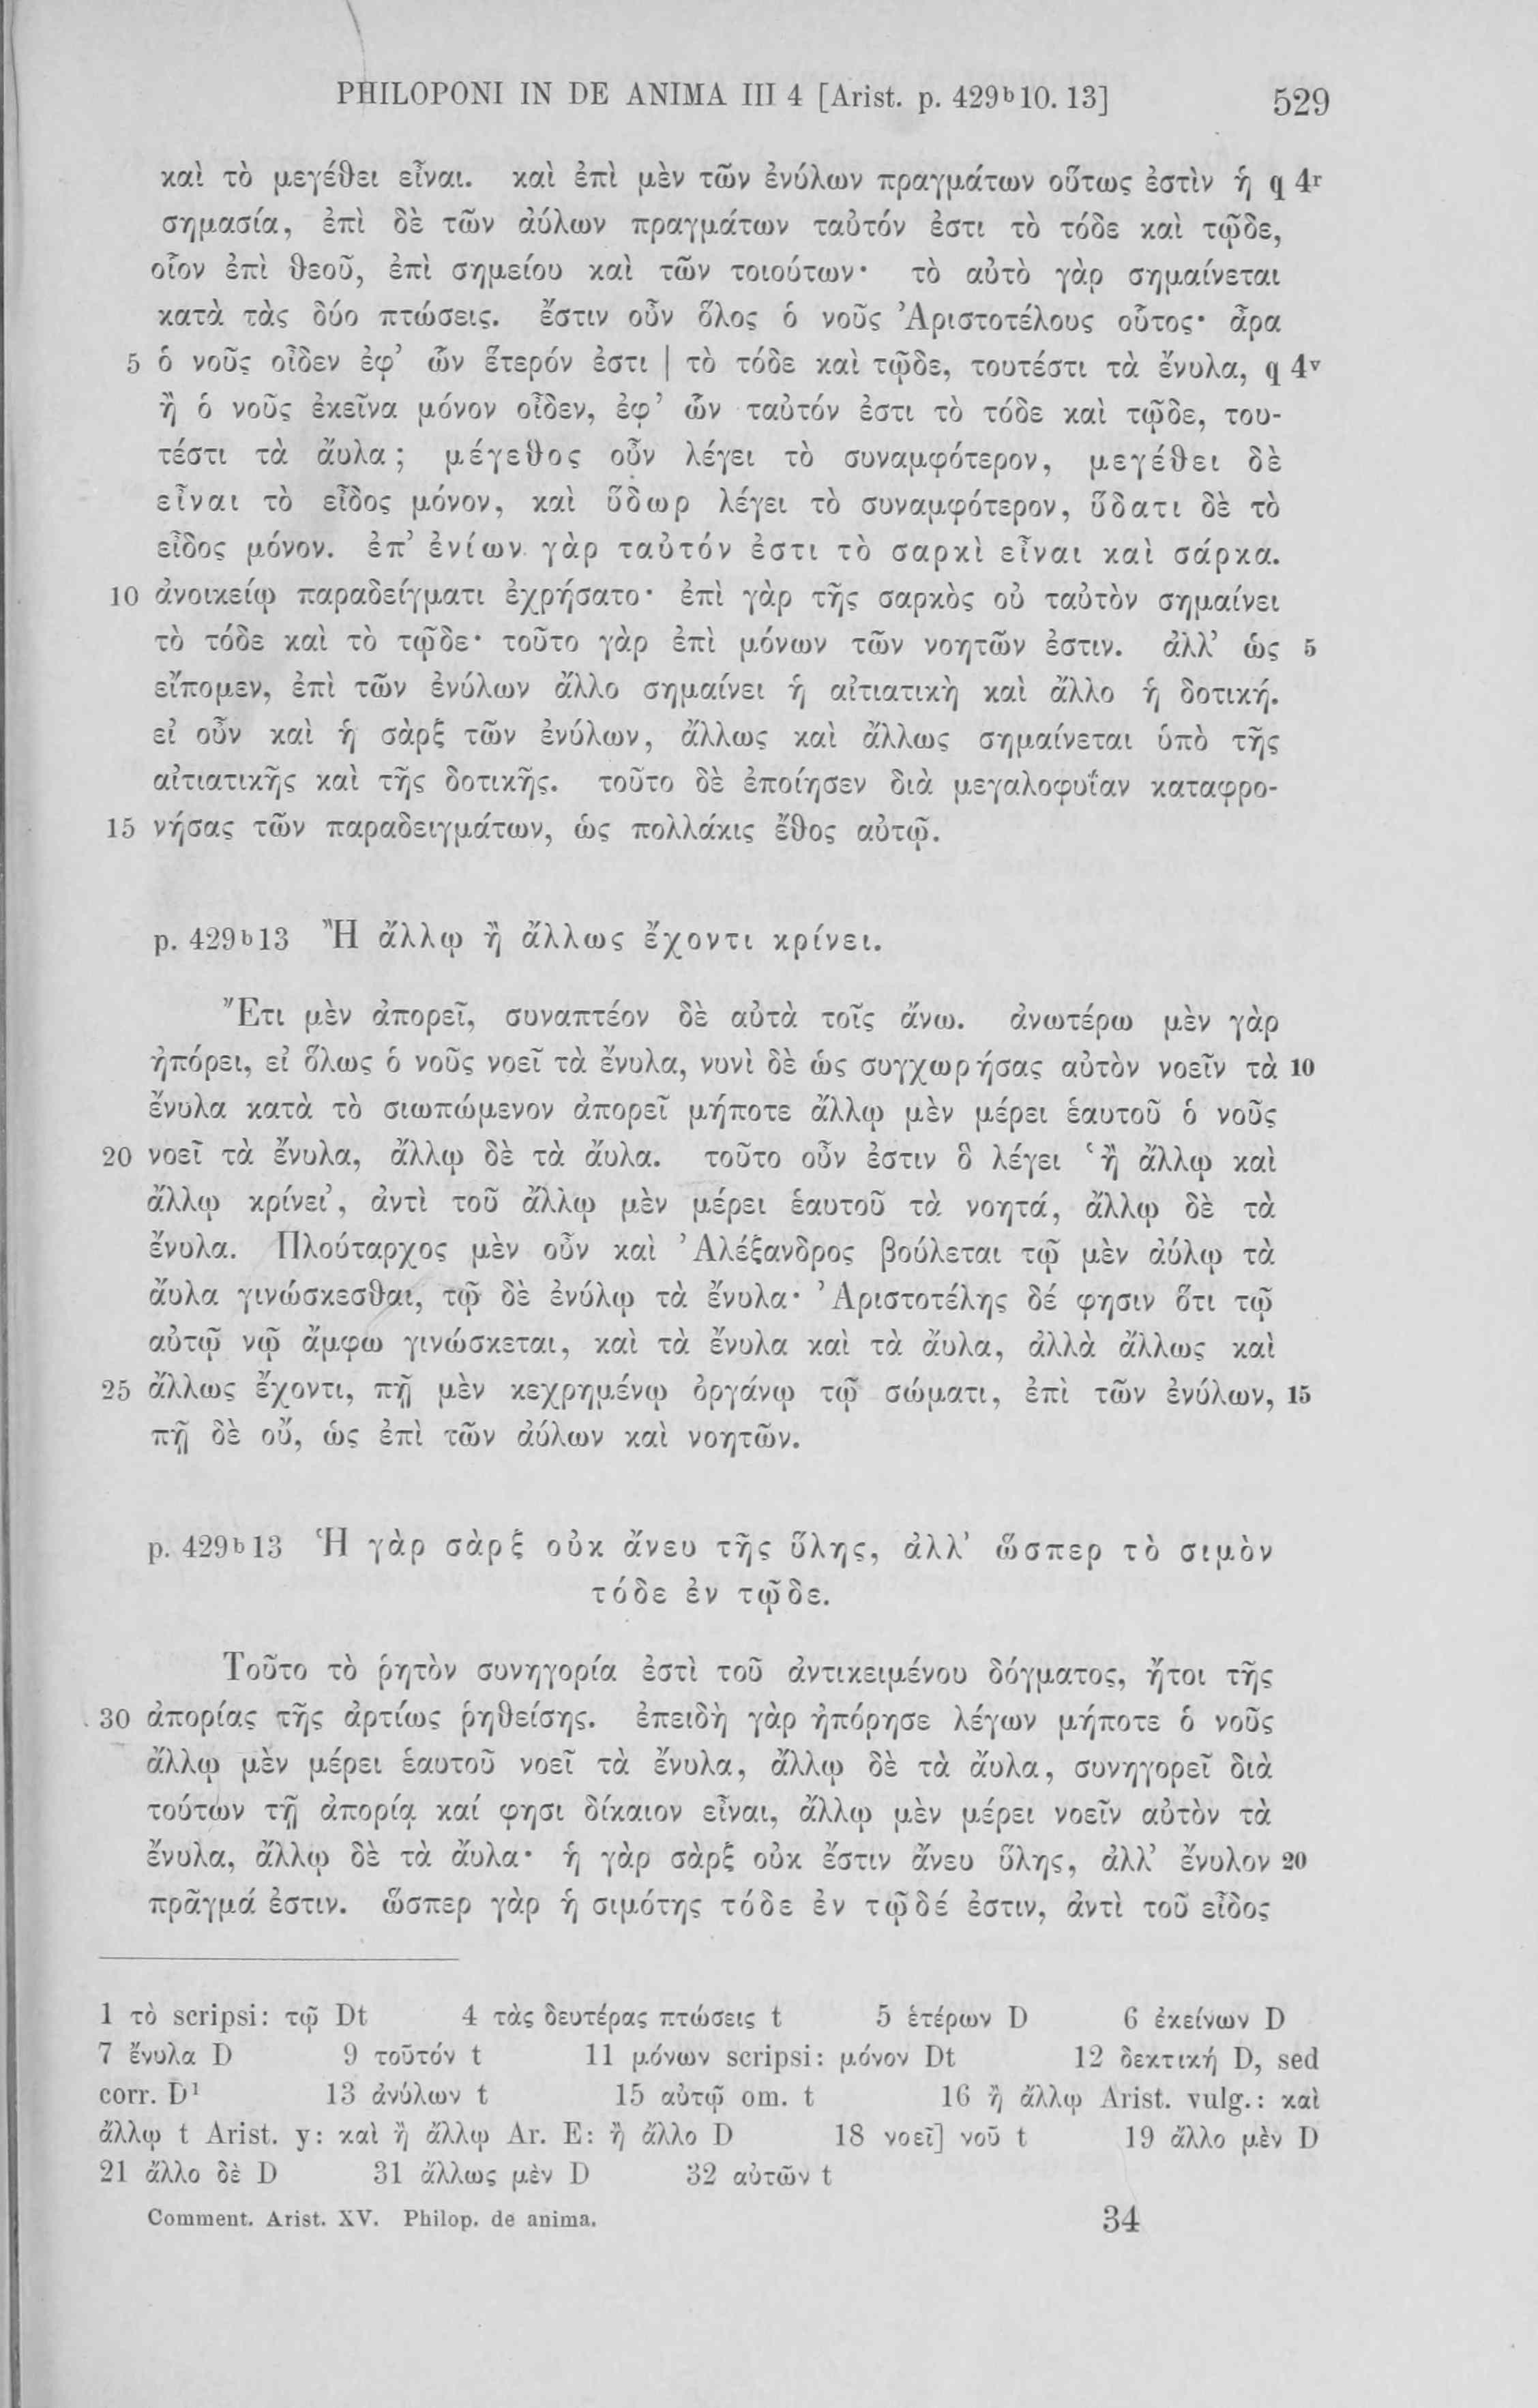 PHILOPONI IN DE ANIMA III 4 [Arist. p. 429ᵇ10. 13] 529
καὶ τὸ μεγέθει εἶναι. καὶ ἐπὶ μὲν τῶν ἐνύλων πραγμάτων οὕτως ἐστὶν ἡ q 4ʳ
σημασία, ἐπὶ δὲ τῶν ἀύλων πραγμάτων ταὐτόν ἐστι τὸ τόδε καὶ τῷδε,
οἷον ἐπὶ θεοῦ, ἐπὶ σημείου καὶ τῶν τοιούτων· τὸ αὐτὸ γὰρ σημαίνεται
κατὰ τὰς δύο πτώσεις. ἔστιν οὖν ὅλος ὁ νοῦς Ἀριστοτέλους οὗτος· ἆρα
5 ὁ νοῦς οἶδεν ἐφ’ ὧν ἕτερόν ἐστι | τὸ τόδε καὶ τῷδε, τουτέστι τὰ ἔνυλα, q 4ᵛ
ἢ ὁ νοῦς ἐκεῖνα μόνον οἶδεν, ἐφ’ ὧν ταὐτόν ἐστι τὸ τόδε καὶ τῷδε, του-
τέστι τὰ ἄυλα; μέγεθος οὖν λέγει τὸ συναμφότερον, μεγέθει δὲ
εἶναι τὸ εἶδος μόνον, καὶ ὕδωρ λέγει τὸ συναμφότερον, ὕδατι δὲ τὸ
εἶδος μόνον. ἐπ’ ἐνίων γὰρ ταὐτόν ἐστι τὸ σαρκὶ εἶναι καὶ σάρκα.
10 ἀνοικείῳ παραδείγματι ἐχρήσατο· ἐπὶ γὰρ τῆς σαρκὸς οὐ ταὐτὸν σημαίνει
τὸ τόδε καὶ τὸ τῷδε· τοῦτο γὰρ ἐπὶ μόνων τῶν νοητῶν ἐστιν. ἀλλ’ ὡς 5
εἴπομεν, ἐπὶ τῶν ἐνύλων ἄλλο σημαίνει ἡ αἰτιατικὴ καὶ ἄλλο ἡ δοτική.
εἰ οὖν καὶ ἡ σὰρξ τῶν ἐνύλων, ἄλλως καὶ ἄλλως σημαίνεται ὑπὸ τῆς
αἰτιατικῆς καὶ τῆς δοτικῆς. τοῦτο δὲ ἐποίησεν διὰ μεγαλοφυΐαν καταφρο-
15 νήσας τῶν παραδειγμάτων, ὡς πολλάκις ἔθος αὐτῷ.
p. 429ᵇ13 Ἢ ἄλλῳ ἢ ἄλλως ἔχοντι κρίνει.
Ἔτι μὲν ἀπορεῖ, συναπτέον δὲ αὐτὰ τοῖς ἄνω. ἀνωτέρω μὲν γὰρ
ἠπόρει, εἰ ὅλως ὁ νοῦς νοεῖ τὰ ἔνυλα, νυνὶ δὲ ὡς συγχωρήσας αὐτὸν νοεῖν τὰ 10
ἔνυλα κατὰ τὸ σιωπώμενον ἀπορεῖ μήποτε ἄλλῳ μὲν μέρει ἑαυτοῦ ὁ νοῦς
20 νοεῖ τὰ ἔνυλα, ἄλλῳ δὲ τὰ ἄυλα. τοῦτο οὖν ἐστιν ὃ λέγει ‘ἢ ἄλλῳ καὶ
ἄλλῳ κρίνει’, ἀντὶ τοῦ ἄλλῳ μὲν μέρει ἑαυτοῦ τὰ νοητά, ἄλλῳ δὲ τὰ
ἔνυλα. Πλούταρχος μὲν οὖν καὶ Ἀλέξανδρος βούλεται τῷ μὲν ἀύλῳ τὰ
ἄυλα γινώσκεσθαι, τῷ δὲ ἐνύλῳ τὰ ἔνυλα· Ἀριστοτέλης δέ φησιν ὅτι τῷ
αὐτῷ νῷ ἄμφω γινώσκεται, καὶ τὰ ἔνυλα καὶ τὰ ἄυλα, ἀλλὰ ἄλλως καὶ
25 ἄλλως ἔχοντι, πῇ μὲν κεχρημένῳ ὀργάνῳ τῷ σώματι, ἐπὶ τῶν ἐνύλων, 15
πῇ δὲ οὔ, ὡς ἐπὶ τῶν ἀύλων καὶ νοητῶν.
p. 429ᵇ13 Ἡ γὰρ σὰρξ οὐκ ἄνευ τῆς ὕλης, ἀλλ’ ὥσπερ τὸ σιμὸν
τόδε ἐν τῷδε.
Τοῦτο τὸ ῥητὸν συνηγορία ἐστὶ τοῦ ἀντικειμένου δόγματος, ἤτοι τῆς
30 ἀπορίας τῆς ἀρτίως ῥηθείσης. ἐπειδὴ γὰρ ἠπόρησε λέγων μήποτε ὁ νοῦς
ἄλλῳ μὲν μέρει ἑαυτοῦ νοεῖ τὰ ἔνυλα, ἄλλῳ δὲ τὰ ἄυλα, συνηγορεῖ διὰ
τούτων τῇ ἀπορίᾳ καί φησι δίκαιον εἶναι, ἄλλῳ μὲν μέρει νοεῖν αὐτὸν τὰ
ἔνυλα, ἄλλῳ δὲ τὰ ἄυλα· ἡ γὰρ σὰρξ οὐκ ἔστιν ἄνευ ὕλης, ἀλλ’ ἔνυλον 20
πρᾶγμά ἐστιν. ὥσπερ γὰρ ἡ σιμότης τόδε ἐν τῷδέ ἐστιν, ἀντὶ τοῦ εἶδος
1 τὸ scripsi: τῷ Dt 4 τὰς δευτέρας πτώσεις t 5 ἑτέρων D 6 ἐκείνων D
7 ἔνυλα D 9 τοῦτόν t 11 μόνων scripsi: μόνον Dt 12 δεκτική D, sed
corr. D¹ 13 ἀνύλων t 15 αὐτῷ om. t 16 ἢ ἄλλῳ Arist. vulg.: καὶ
ἄλλῳ t Arist. y: καὶ ἢ ἄλλῳ Ar. E: ἢ ἄλλο D 18 νοεῖ] νοῦ t 19 ἄλλο μὲν D
21 ἄλλο δὲ D 31 ἄλλως μὲν D 32 αὐτῶν t
Comment. Arist. XV. Philop. de anima. 34